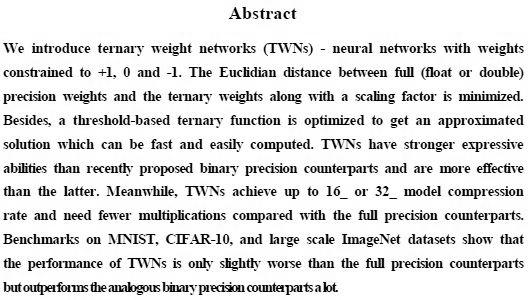 Abstract
We introduce ternary weight networks (TWNs) - neural networks with weights
constrained to +1, 0 and -1. The Euclidian distance between full (float or double)
precision weights and the ternary weights along with a scaling factor is minimized.
Besides, a threshold-based ternary function is optimized to get an approximated
solution which can be fast and easily computed. TWNs have stronger expressive
abilities than recently proposed binary precision counterparts and are more effective
than the latter. Meanwhile, TWNs achieve up to 16_ or 32_ model compression
rate and need fewer multiplications compared with the full precision counterparts.
Benchmarks on MNIST, CIFAR-10, and large scale ImageNet datasets show that
the performance of TWNs is only slightly worse than the full precision counterparts
but outperforms the analogous binary precision counterparts a lot.